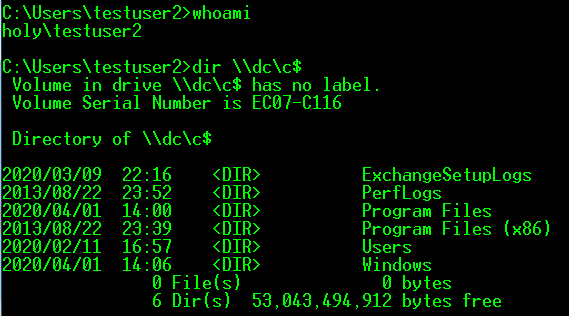 C:\Users\testuser2>whoami
holy\testuser2
C:\Users\testuser2>dir \\dc\c$
Volume in drive \\dc\c$ has no label.
Volume Serial Number is EC07-C116
Directory of \\dc\c$
2020/03/09  22:16    <DIR>          ExchangeSetupLogs
2013/08/22  23:52    <DIR>          PerfLogs
2020/04/01  14:00    <DIR>          Program Files
2013/08/22  23:39    <DIR>          Program Files (x86)
2020/02/11  16:57    <DIR>          Users
2020/04/01  14:06    <DIR>          Windows
0 File(s)              0 bytes
6 Dir(s)  53,043,494,912 bytes free